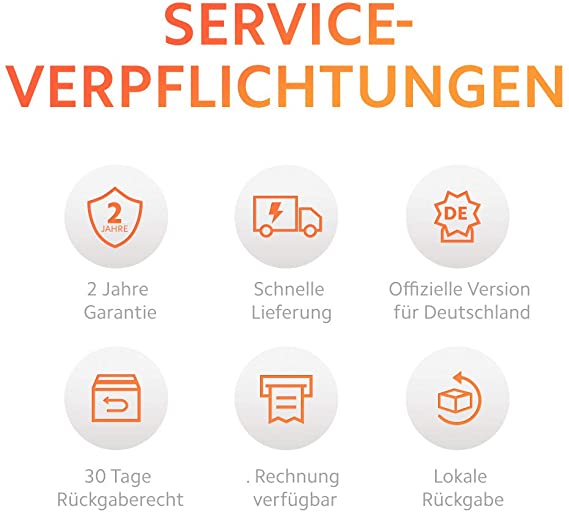 SERVICE-
VERPFLICHTUNGEN
2
JAHRE
DE
2 Jahre
Garantie
Schnelle
Lieferung
Offizielle Version
für Deutschland
30 Tage
Rückgaberecht
. Rechnung
verfügbar
Lokale
Rückgabe